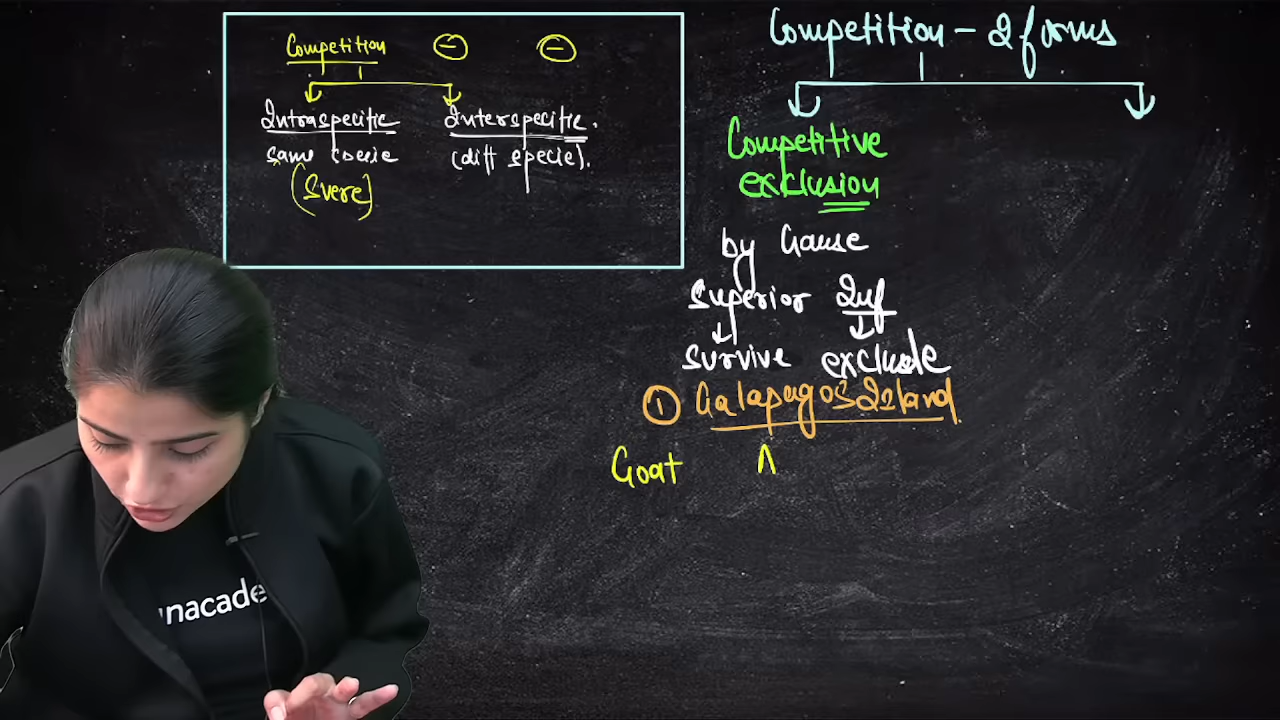 Competition ⊖ ⊖
Intraspecific Interspecific.
same specie (diff specie).
(Svere)
Competition - 2 forms
Competitive
exclusion
by Gause
Superior Inf
survive exclude
① Galapagos Island
Goat A
unacade